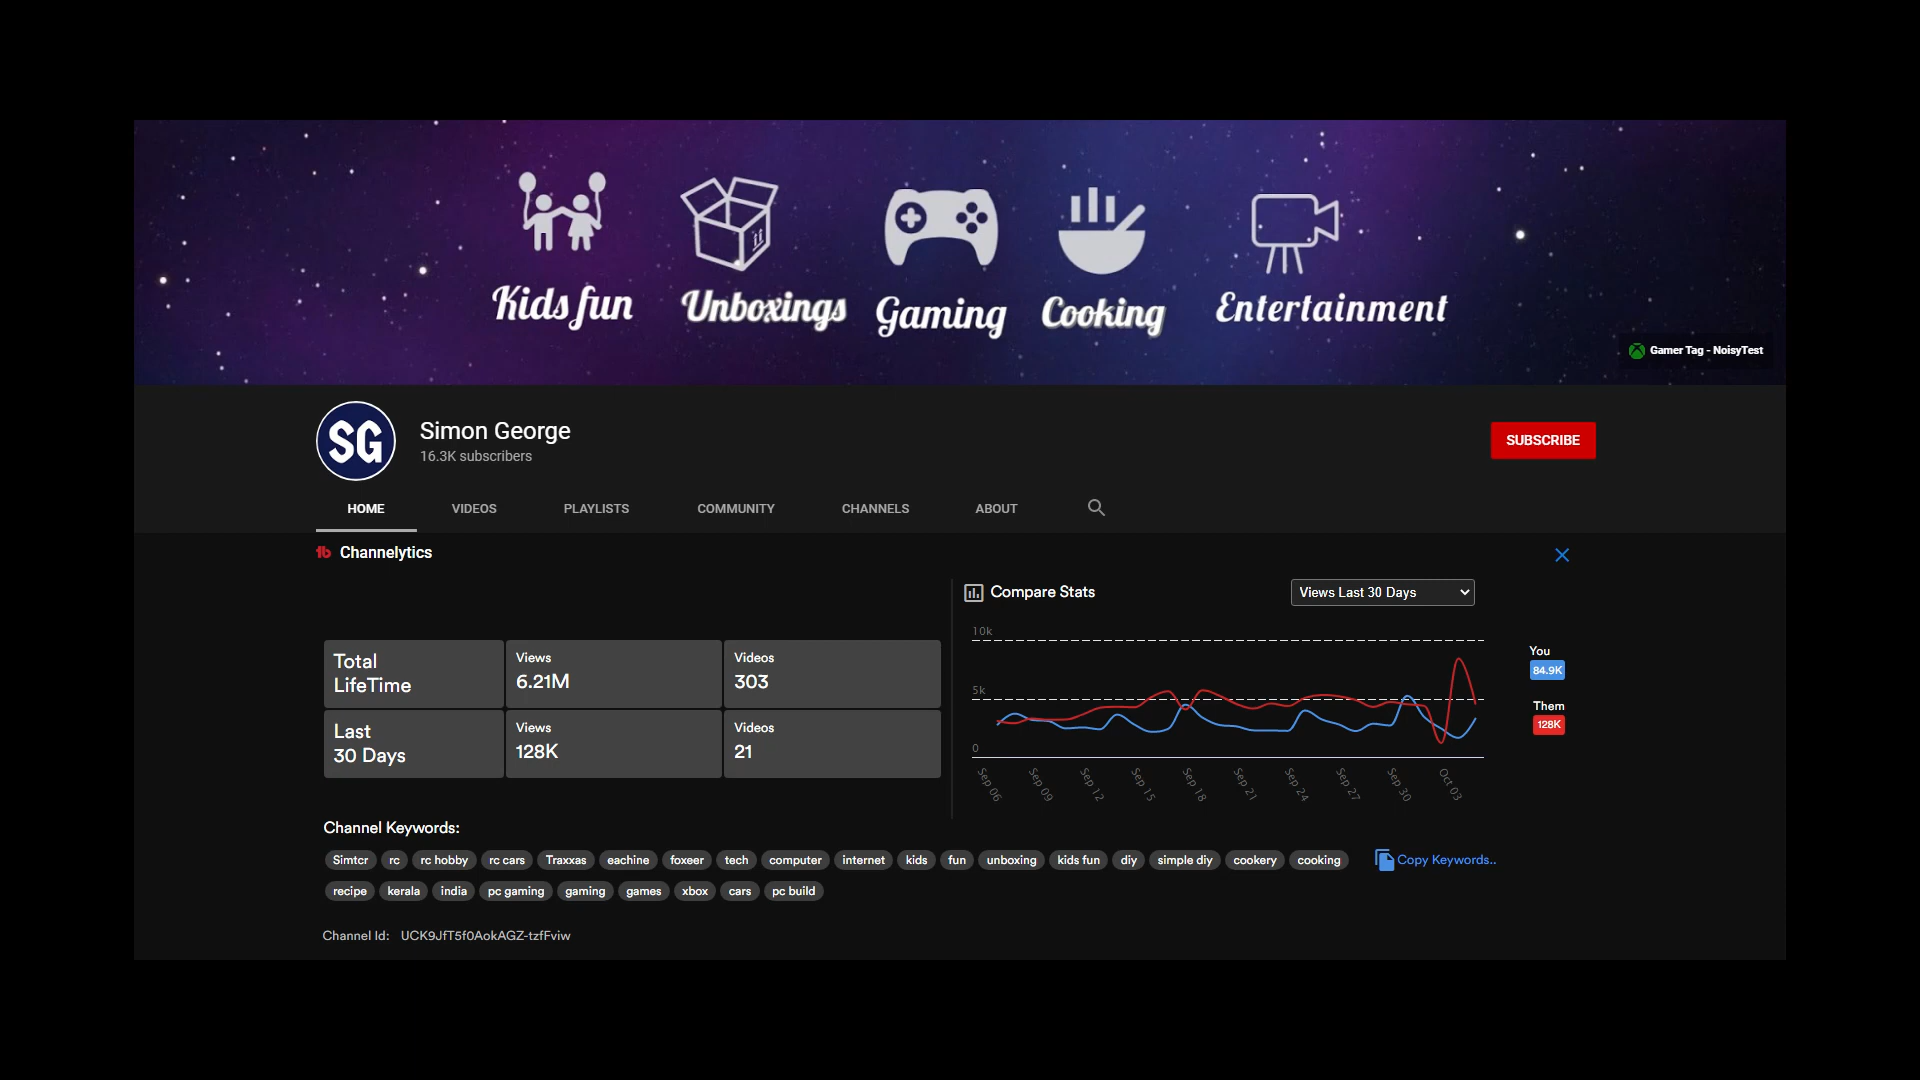 Kids fun
Unboxings
Gaming
Cooking
Entertainment
Gamer Tag - NoisyTest
SG
Simon George
16.3K subscribers
SUBSCRIBE
HOME VIDEOS PLAYLISTS COMMUNITY CHANNELS ABOUT
tb Channelytics
Compare Stats
Views Last 30 Days
Total
LifeTime
Views
6.21M
Videos
303
Last
30 Days
Views
128K
Videos
21
10k
5k
0
Sep 06 Sep 09 Sep 12 Sep 15 Sep 18 Sep 21 Sep 24 Sep 27 Sep 30 Oct 03
You
84.9K
Them
128K
Channel Keywords:
Simtcr rc rc hobby rc cars Traxxas eachine foxeer tech computer internet kids fun unboxing kids fun diy simple diy cookery cooking
Copy Keywords..
recipe kerala india pc gaming gaming games xbox cars pc build
Channel Id: UCK9JfT5f0AokAGZ-tzfFviw